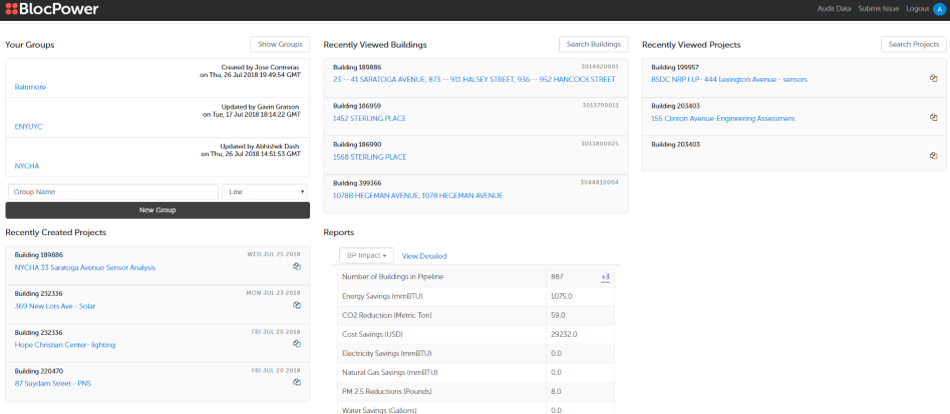 BlocPower
Audit Data Submit Issue Logout A
Your Groups Show Groups
Created by Jose Contreras
on Thu, 26 Jul 2018 19:49:54 GMT
Baltimore
Updated by Gavin Gratson
on Tue, 17 Jul 2018 18:14:22 GMT
ENYUYC
Updated by Abhishek Dash
on Thu, 26 Jul 2018 14:51:53 GMT
NYCHA
Group Name Low
New Group
Recently Created Projects
Building 189886 WED JUL 25 2018
NYCHA 33 Saratoga Avenue Sensor Analysis
Building 232336 MON JUL 23 2018
369 New Lots Ave - Solar
Building 232336 FRI JUL 20 2018
Hope Christian Center- lighting
Building 220470 FRI JUL 20 2018
87 Suydam Street - PNS
Recently Viewed Buildings Search Buildings
Building 189886 3014920001
23 -- 41 SARATOGA AVENUE, 873 -- 911 HALSEY STREET, 936 -- 952 HANCOCK STREET
Building 186959 3013790011
1452 STERLING PLACE
Building 186990 3013800025
1568 STERLING PLACE
Building 399366 3044810004
1078B HEGEMAN AVENUE, 1078 HEGEMAN AVENUE
Reports
BP Impact View Detailed
Number of Buildings in Pipeline 887 +3
Energy Savings (mmBTU) 1075.0
CO2 Reduction (Metric Ton) 59.0
Cost Savings (USD) 29232.0
Electricity Savings (mmBTU) 0.0
Natural Gas Savings (mmBTU) 0.0
PM 2.5 Reductions (Pounds) 8.0
Water Savings (Gallons) 0.0
Recently Viewed Projects Search Projects
Building 199957
BSDC NRP I LP- 444 Lexington Avenue - sensors
Building 203403
155 Clinton Avenue-Engineering Assessment
Building 203403